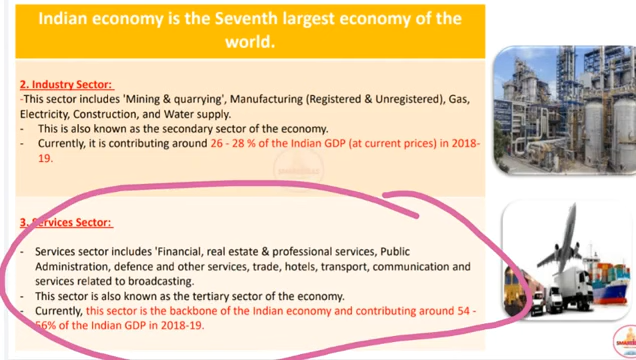 Indian economy is the Seventh largest economy of the
world.
2. Industry Sector:
-This sector includes 'Mining & quarrying', Manufacturing (Registered & Unregistered), Gas,
Electricity, Construction, and Water supply.
- This is also known as the secondary sector of the economy.
- Currently, it is contributing around 26 - 28 % of the Indian GDP (at current prices) in 2018-
19.
3. Services Sector:
- Services sector includes 'Financial, real estate & professional services, Public
Administration, defence and other services, trade, hotels, transport, communication and
services related to broadcasting.
- This sector is also known as the tertiary sector of the economy.
- Currently, this sector is the backbone of the Indian economy and contributing around 54 -
56% of the Indian GDP in 2018-19.